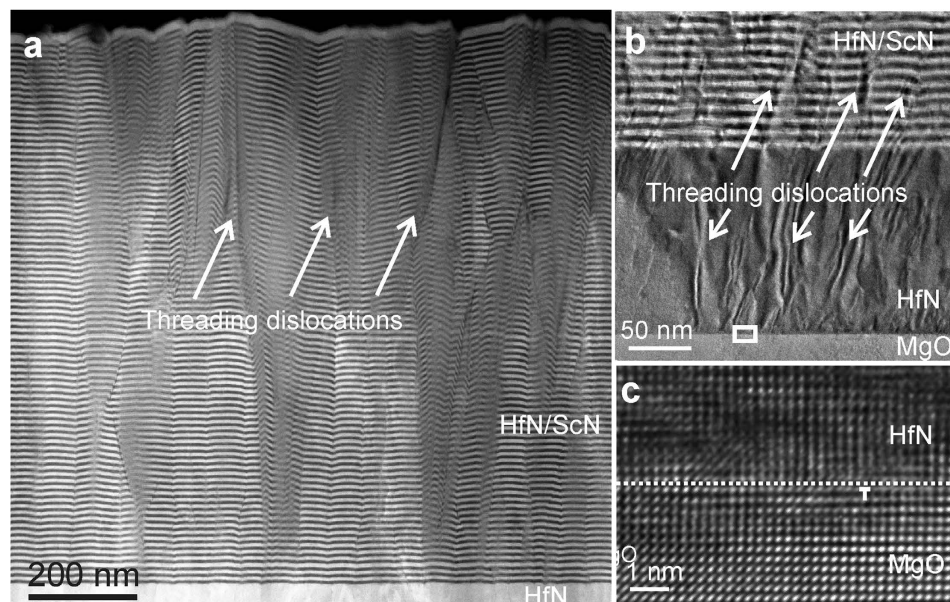 a
Threading dislocations
HfN/ScN
200 nm
HfN
b
HfN/ScN
Threading dislocations
HfN
50 nm
MgO
c
HfN
gO
MgO
1 nm